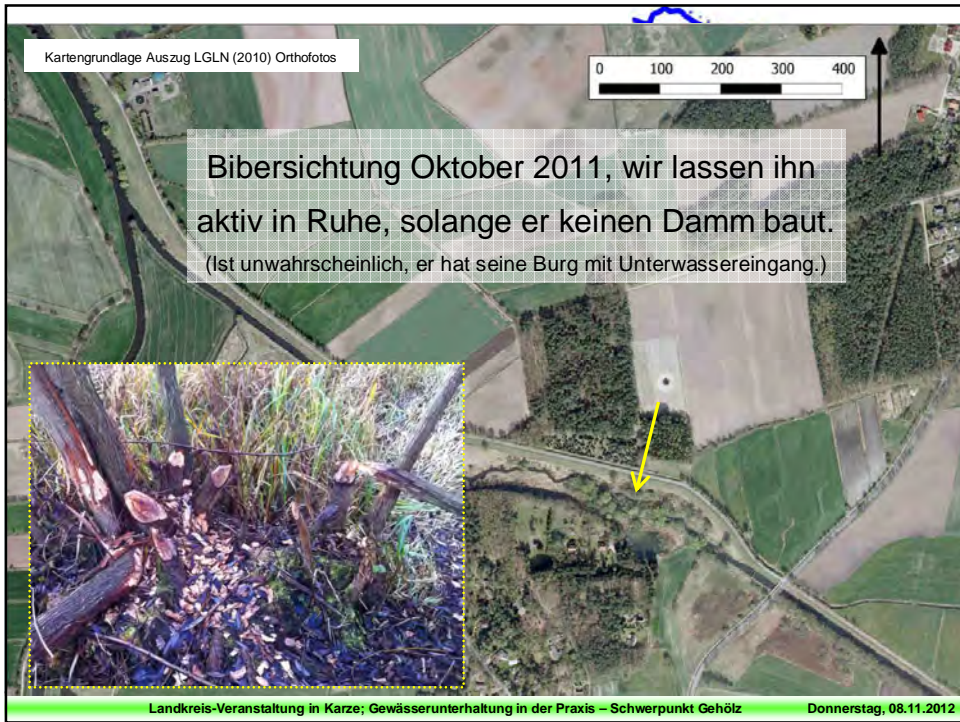 Kartengrundlage Auszug LGLN (2010) Orthofotos
0 100 200 300 400
Bibersichtung Oktober 2011, wir lassen ihn
aktiv in Ruhe, solange er keinen Damm baut.
(Ist unwahrscheinlich, er hat seine Burg mit Unterwassereingang.)
Landkreis-Veranstaltung in Karze; Gewässerunterhaltung in der Praxis – Schwerpunkt Gehölz Donnerstag, 08.11.2012